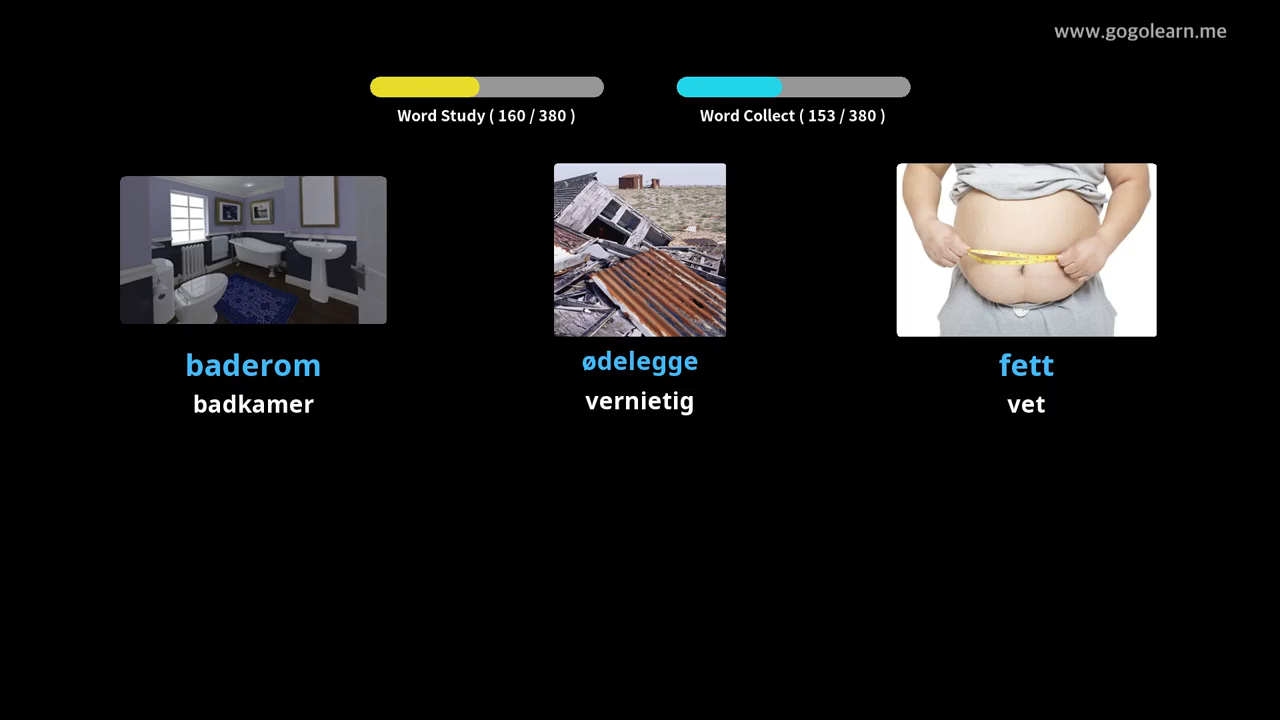 www.gogolearn.me
Word Study ( 160 / 380 )
Word Collect ( 153 / 380 )
baderom
badkamer
ødelegge
vernietig
fett
vet